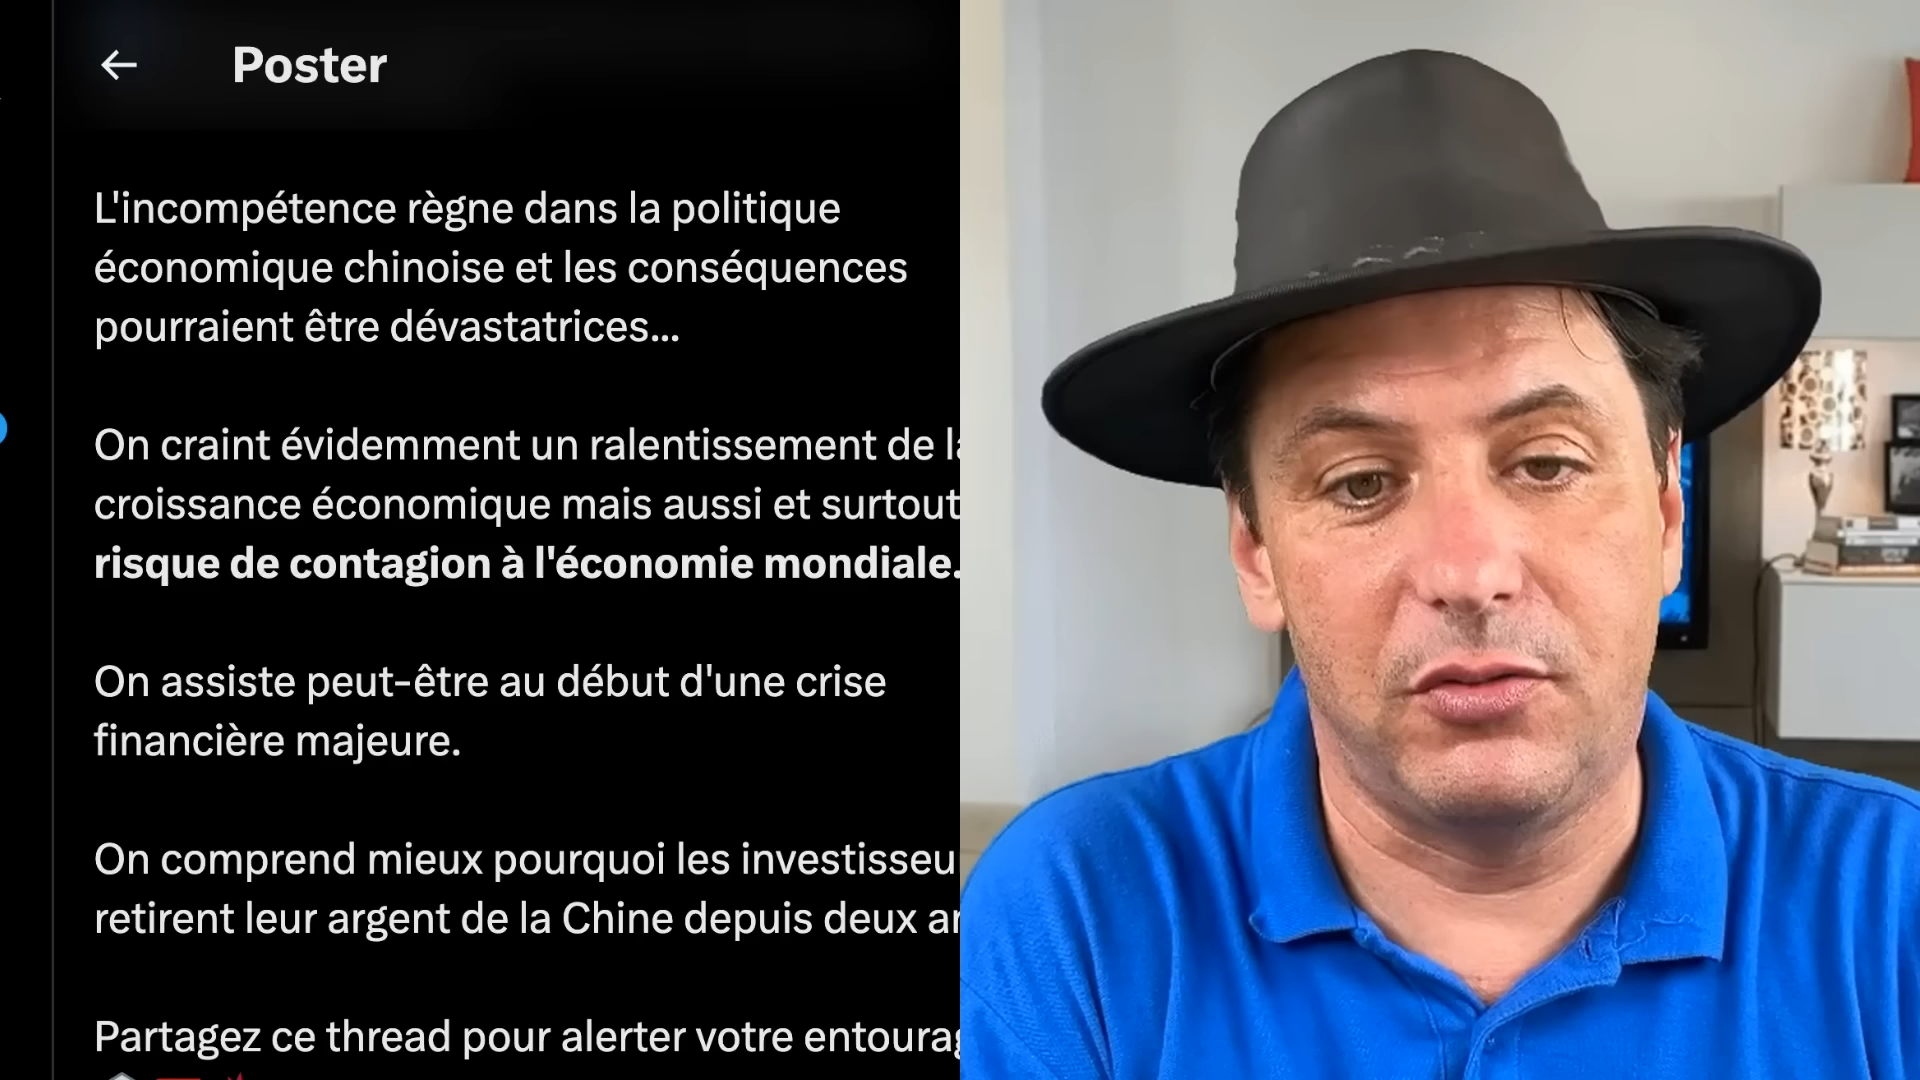 Poster
L'incompétence règne dans la politique
économique chinoise et les conséquences
pourraient être dévastatrices...
On craint évidemment un ralentissement de
croissance économique mais aussi et surtout
risque de contagion à l'économie mondiale.
On assiste peut-être au début d'une crise
financière majeure.
On comprend mieux pourquoi les
retirent leur argent de la Chine depuis deux
Partagez ce thread pour alerter votre